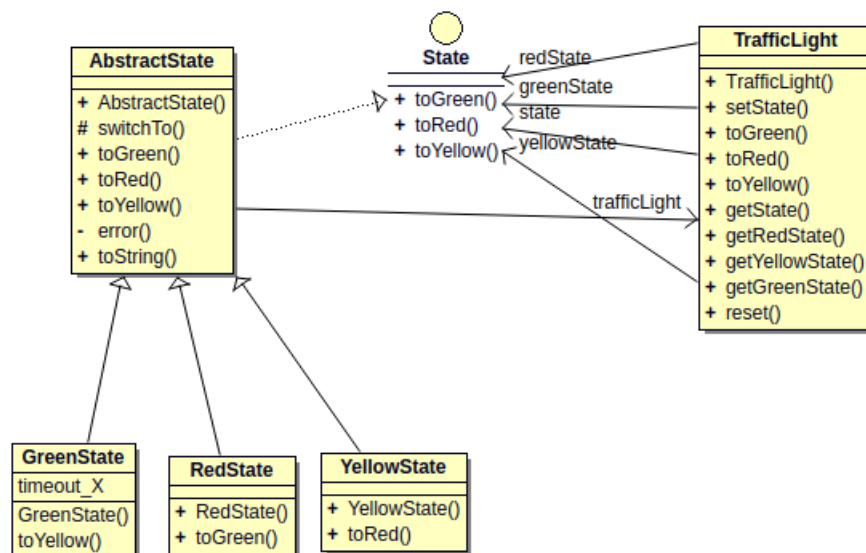 AbstractState
+ AbstractState()
# switchTo()
+ toGreen()
+ toRed()
+ toYellow()
- error()
+ toString()
State
+ toGreen()
+ toRed()
+ toYellow()
redState
greenState
state
yellowState
trafficLight
TrafficLight
+ TrafficLight()
+ setState()
+ toGreen()
+ toRed()
+ toYellow()
+ getState()
+ getRedState()
+ getYellowState()
+ getGreenState()
+ reset()
GreenState
timeout_X
GreenState()
toYellow()
RedState
+ RedState()
+ toGreen()
YellowState
+ YellowState()
+ toRed()